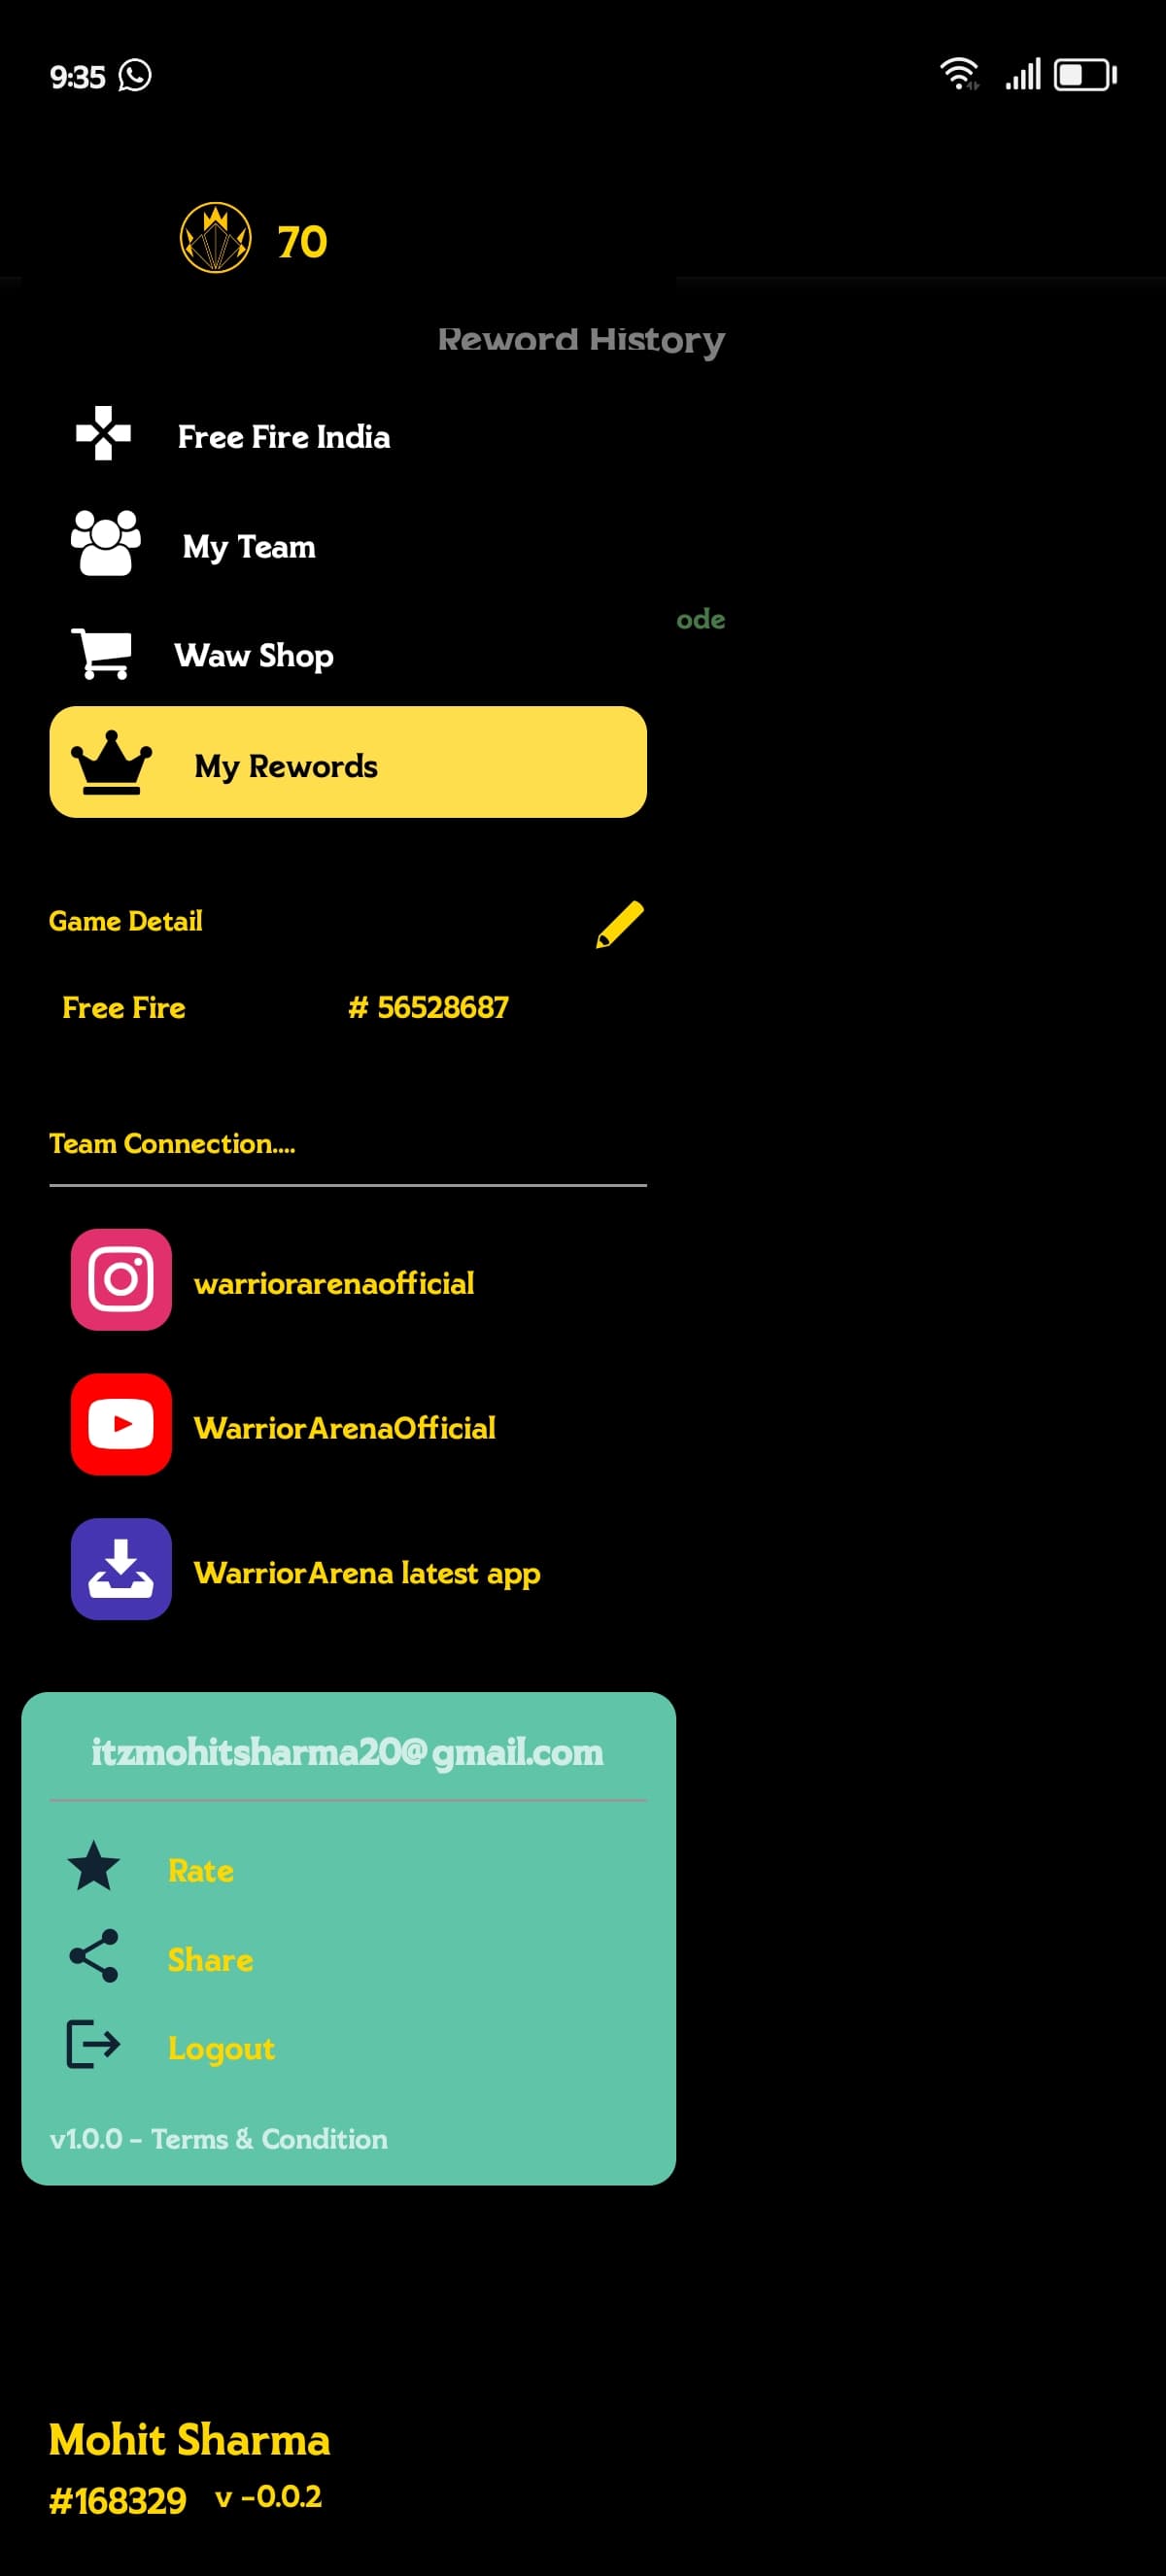 9:35
70
Reword History
Free Fire India
My Team
ode
Waw Shop
My Rewords
Game Detail
Free Fire # 56528687
Team Connection....
warriorarenaofficial
WarriorArenaOfficial
WarriorArena latest app
itzmohitsharma20@gmail.com
Rate
Share
Logout
v1.0.0 - Terms & Condition
Mohit Sharma
#168329 v -0.0.2